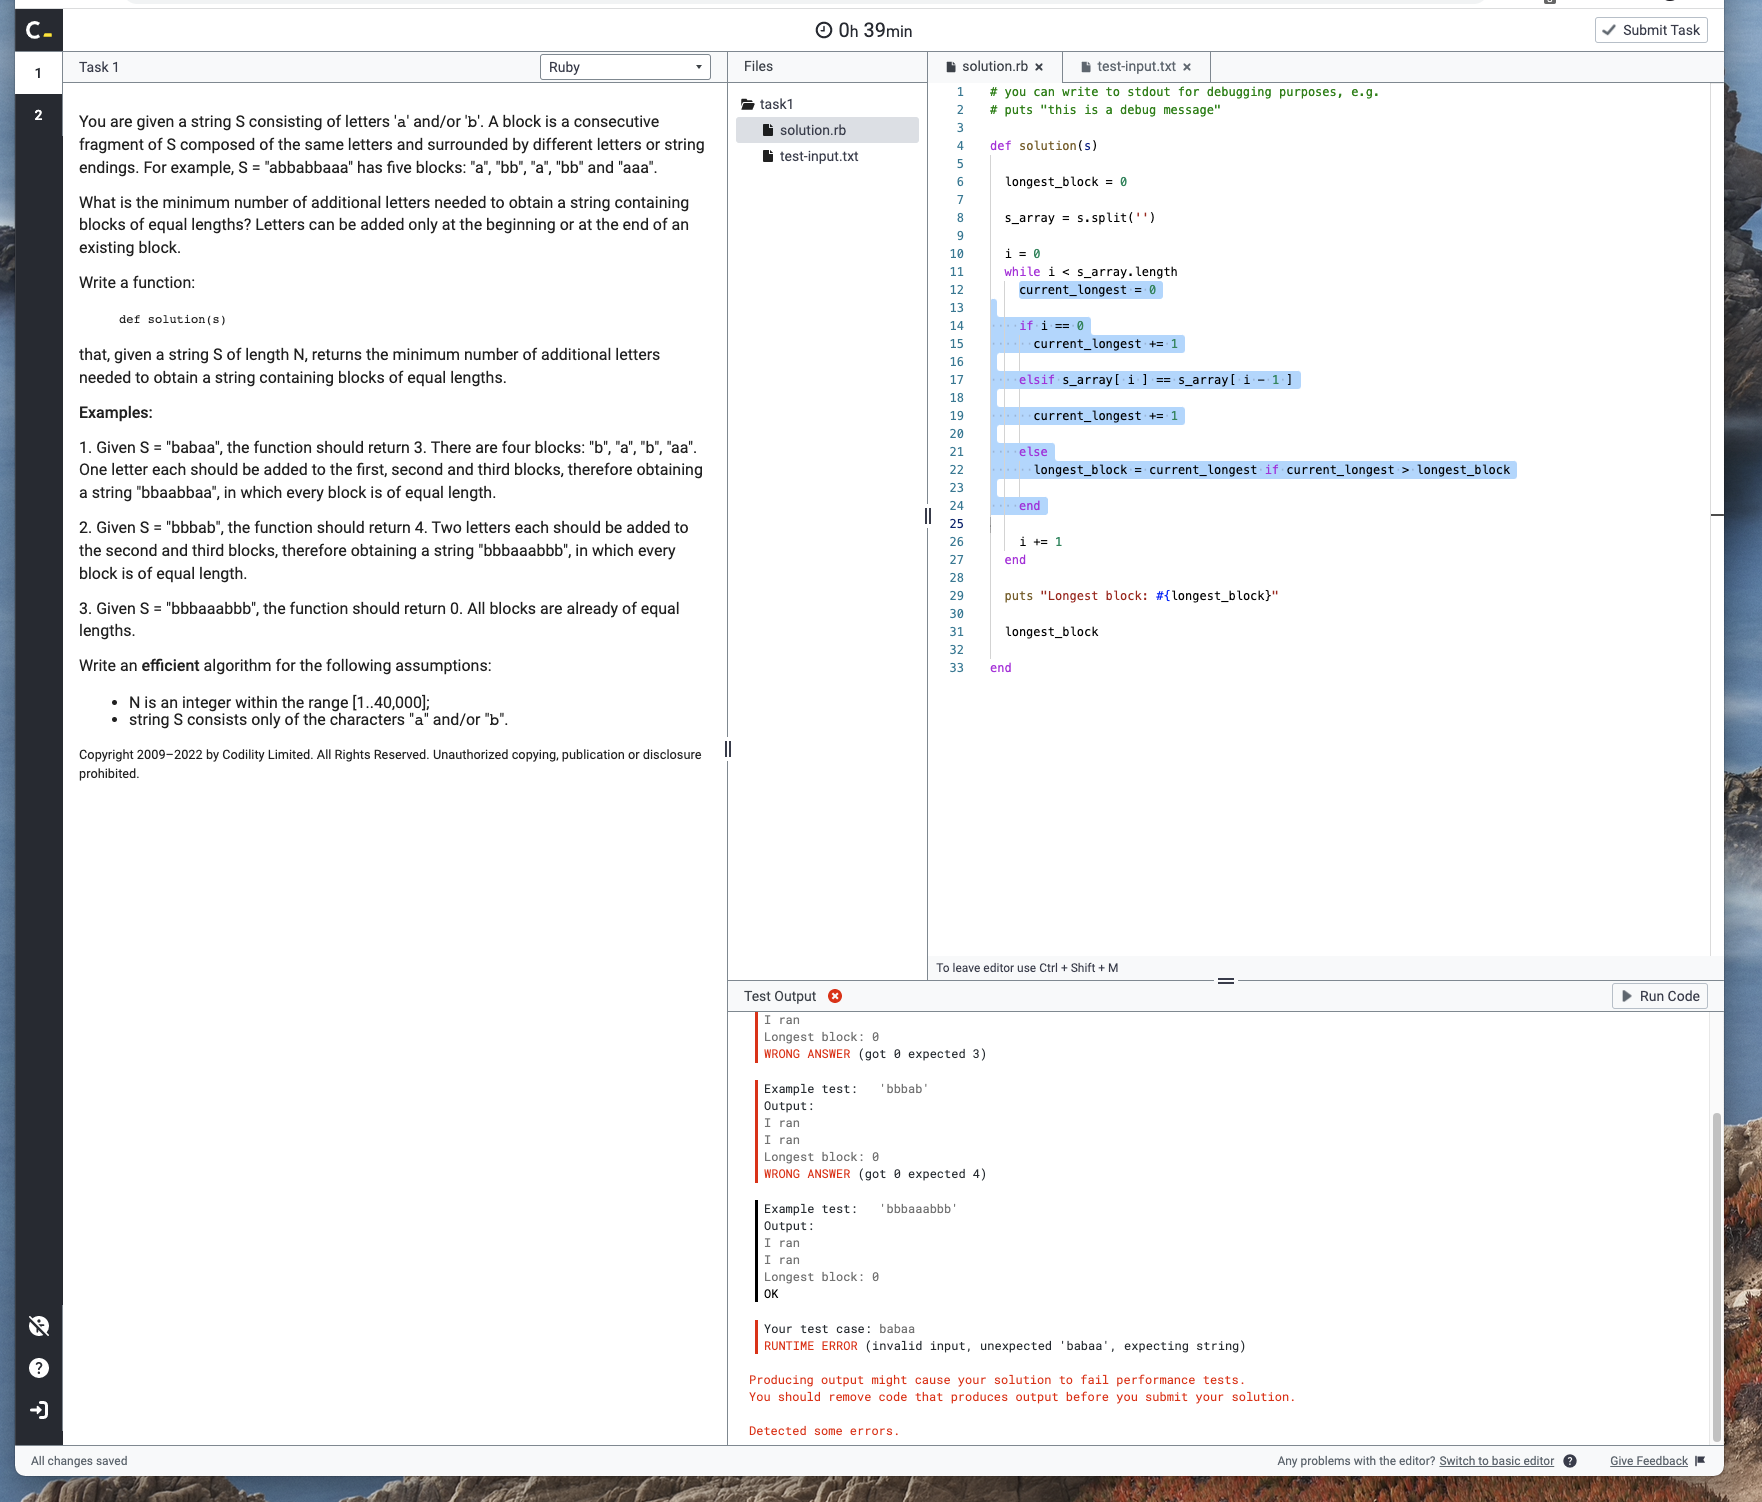 C_
0h 39min
Submit Task
1
2
Task 1
Ruby
You are given a string S consisting of letters 'a' and/or 'b'. A block is a consecutive
fragment of S composed of the same letters and surrounded by different letters or string
endings. For example, S = "abbabbaaa" has five blocks: "a", "bb", "a", "bb" and "aaa".
What is the minimum number of additional letters needed to obtain a string containing
blocks of equal lengths? Letters can be added only at the beginning or at the end of an
existing block.
Write a function:
def solution(s)
that, given a string S of length N, returns the minimum number of additional letters
needed to obtain a string containing blocks of equal lengths.
Examples:
1. Given S = "babaa", the function should return 3. There are four blocks: "b", "a", "b", "aa".
One letter each should be added to the first, second and third blocks, therefore obtaining
a string "bbaabbaa", in which every block is of equal length.
2. Given S = "bbbab", the function should return 4. Two letters each should be added to
the second and third blocks, therefore obtaining a string "bbbaaabbb", in which every
block is of equal length.
3. Given S = "bbbaaabbb", the function should return 0. All blocks are already of equal
lengths.
Write an efficient algorithm for the following assumptions:
• N is an integer within the range [1..40,000];
• string S consists only of the characters "a" and/or "b".
Copyright 2009–2022 by Codility Limited. All Rights Reserved. Unauthorized copying, publication or disclosure
prohibited.
Files
task1
solution.rb
test-input.txt
solution.rb ×
test-input.txt ×
1 # you can write to stdout for debugging purposes, e.g.
2 # puts "this is a debug message"
3
4 def solution(s)
5
6 longest_block = 0
7
8 s_array = s.split('')
9
10 i = 0
11 while i < s_array.length
12 current_longest = 0
13
14 if i == 0
15 current_longest += 1
16
17 elsif s_array[ i ] == s_array[ i - 1 ]
18
19 current_longest += 1
20
21 else
22 longest_block = current_longest if current_longest > longest_block
23
24 end
25
26 i += 1
27 end
28
29 puts "Longest block: #{longest_block}"
30
31 longest_block
32
33 end
To leave editor use Ctrl + Shift + M
Test Output
Run Code
I ran
Longest block: 0
WRONG ANSWER (got 0 expected 3)
Example test: 'bbbab'
Output:
I ran
I ran
Longest block: 0
WRONG ANSWER (got 0 expected 4)
Example test: 'bbbaaabbb'
Output:
I ran
I ran
Longest block: 0
OK
Your test case: babaa
RUNTIME ERROR (invalid input, unexpected 'babaa', expecting string)
Producing output might cause your solution to fail performance tests.
You should remove code that produces output before you submit your solution.
Detected some errors.
All changes saved
Any problems with the editor? Switch to basic editor ?
Give Feedback